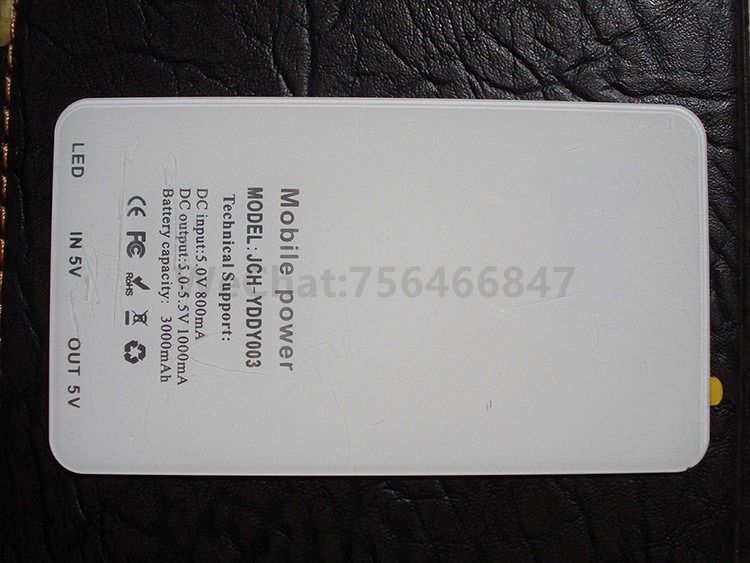 Mobile power
MODEL:JCH-YDDY003
Technical Support:
DC input:5.0V 800mA
DC output:5.0-5.5V 1000mA
Battery capacity: 3000mAh
CE FC RoHS
LED IN 5V OUT 5V
Wechat:756466847